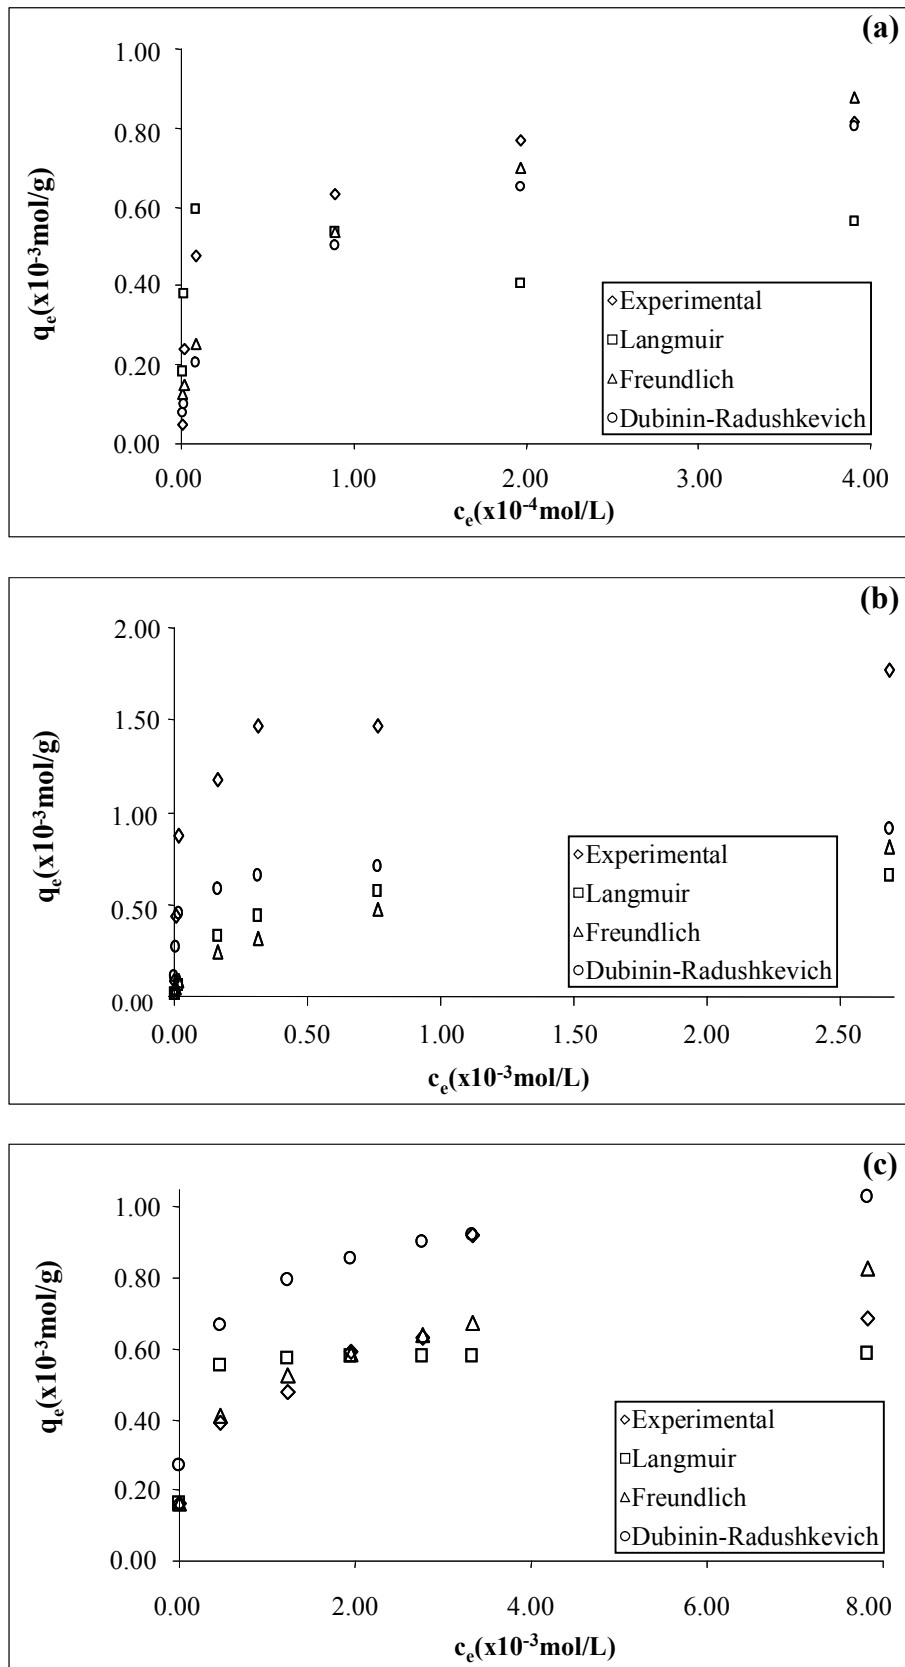 (a)
1.00
0.80
0.60
0.40
0.20
0.00
qₑ(x10⁻³mol/g)
Experimental
Langmuir
Freundlich
Dubinin-Radushkevich
0.00 1.00 2.00 3.00 4.00
cₑ(x10⁻⁴mol/L)
(b)
2.00
1.50
1.00
0.50
0.00
qₑ(x10⁻³mol/g)
Experimental
Langmuir
Freundlich
Dubinin-Radushkevich
0.00 0.50 1.00 1.50 2.00 2.50
cₑ(x10⁻³mol/L)
(c)
1.00
0.80
0.60
0.40
0.20
0.00
qₑ(x10⁻³mol/g)
Experimental
Langmuir
Freundlich
Dubinin-Radushkevich
0.00 2.00 4.00 6.00 8.00
cₑ(x10⁻³mol/L)